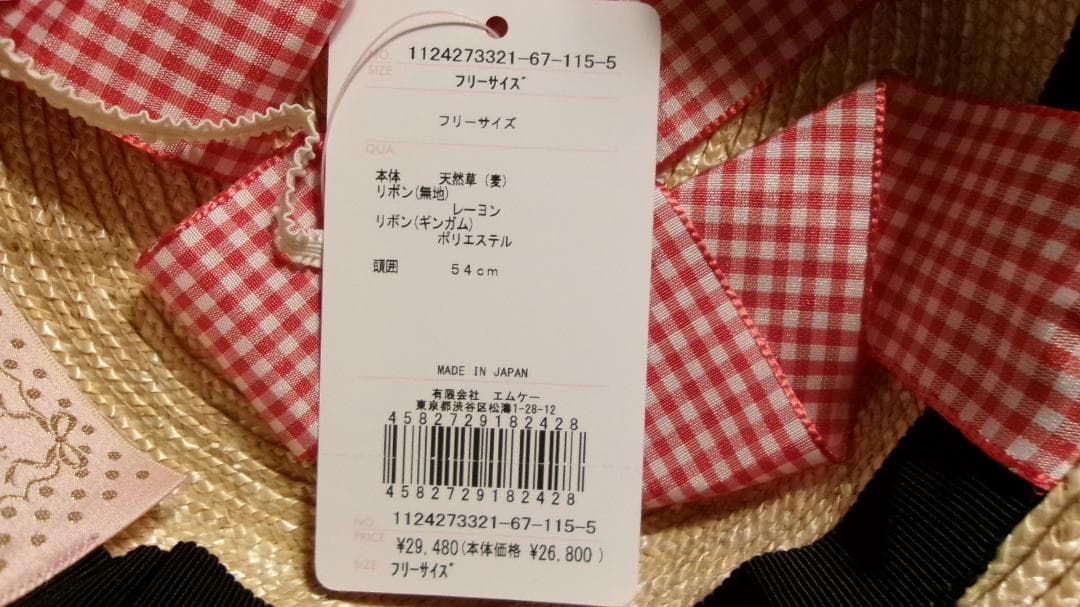 NO 1124273321-67-115-5
SIZE フリーサイズ
フリーサイズ
QUA.
本体 天然草（麦）
リボン(無地)
レーヨン
リボン(ギンガム)
ポリエステル
頭囲 54cm
MADE IN JAPAN
有限会社 エムケー
東京都渋谷区松濤1-28-12
4582729182428
4582729182428
NO 1124273321-67-115-5
PRICE ¥29,480(本体価格 ¥26,800 )
SIZE フリーサイズ